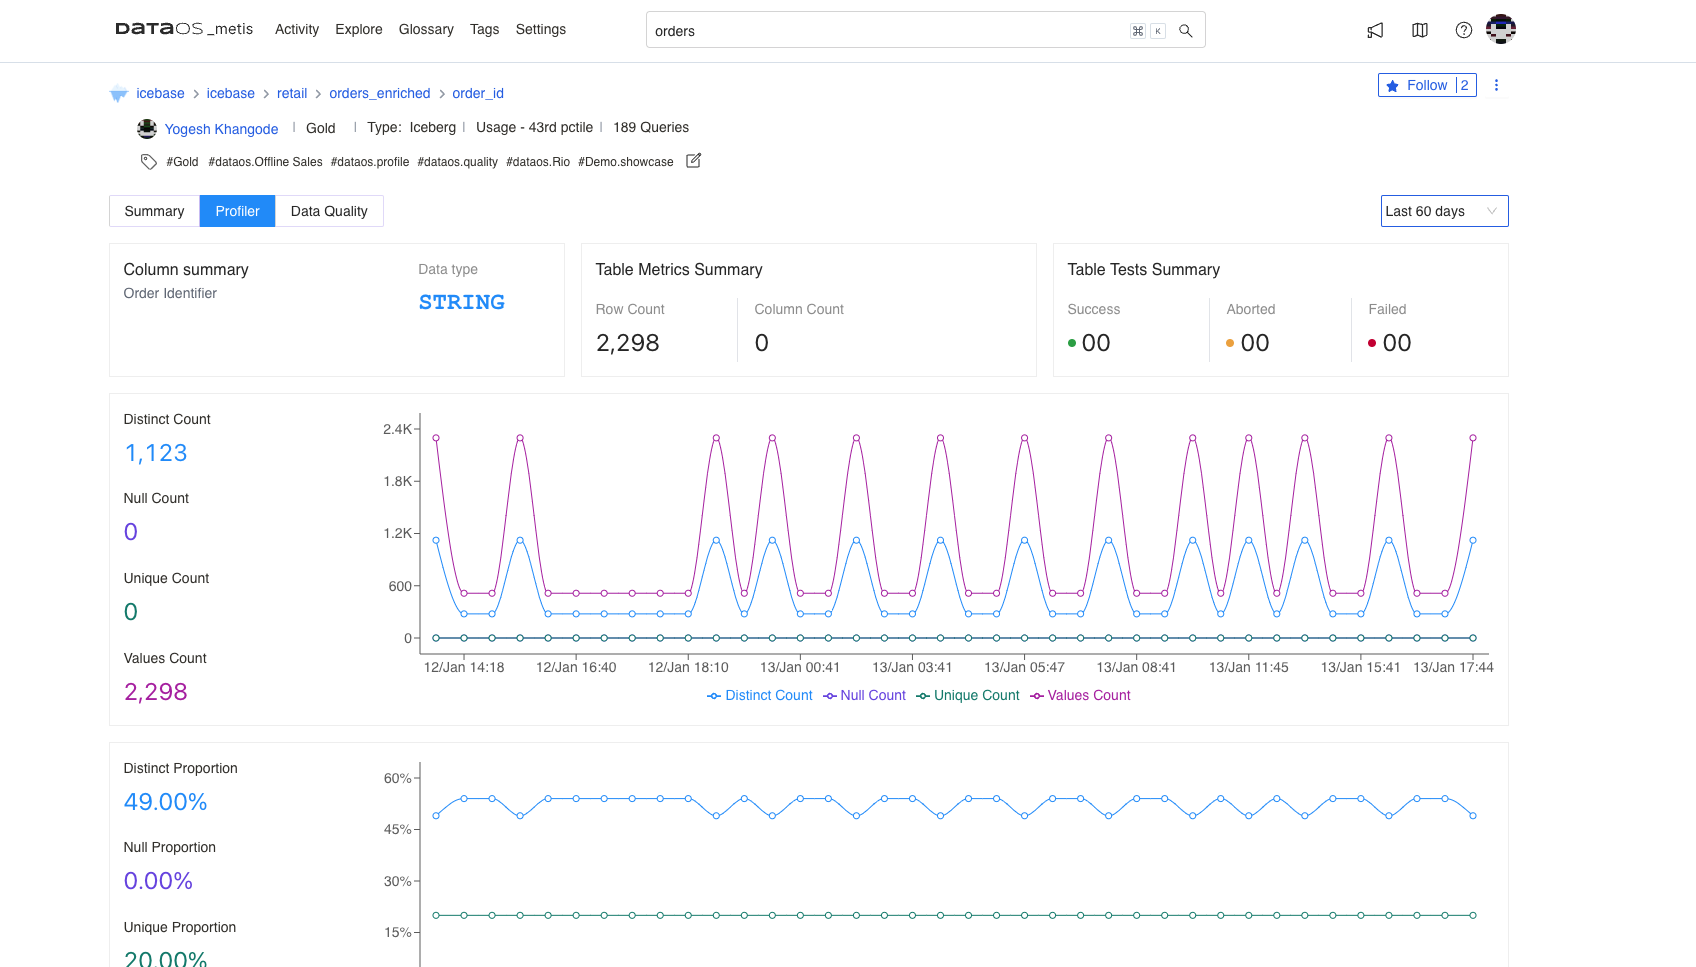 DATAOS_metis Activity Explore Glossary Tags Settings orders ⌘ K
icebase > icebase > retail > orders_enriched > order_id Follow | 2
Yogesh Khangode | Gold | Type: Iceberg | Usage - 43rd pctile | 189 Queries
#Gold #dataos.Offline Sales #dataos.profile #dataos.quality #dataos.Rio #Demo.showcase
Summary Profiler Data Quality Last 60 days
Column summary Data type
Order Identifier STRING
Table Metrics Summary
Row Count Column Count
2,298 0
Table Tests Summary
Success Aborted Failed
00 00 00
Distinct Count
1,123
Null Count
0
Unique Count
0
Values Count
2,298
2.4K
1.8K
1.2K
600
0
12/Jan 14:18 12/Jan 16:40 12/Jan 18:10 13/Jan 00:41 13/Jan 03:41 13/Jan 05:47 13/Jan 08:41 13/Jan 11:45 13/Jan 15:41 13/Jan 17:44
Distinct Count Null Count Unique Count Values Count
Distinct Proportion
49.00%
Null Proportion
0.00%
Unique Proportion
20.00%
60%
45%
30%
15%